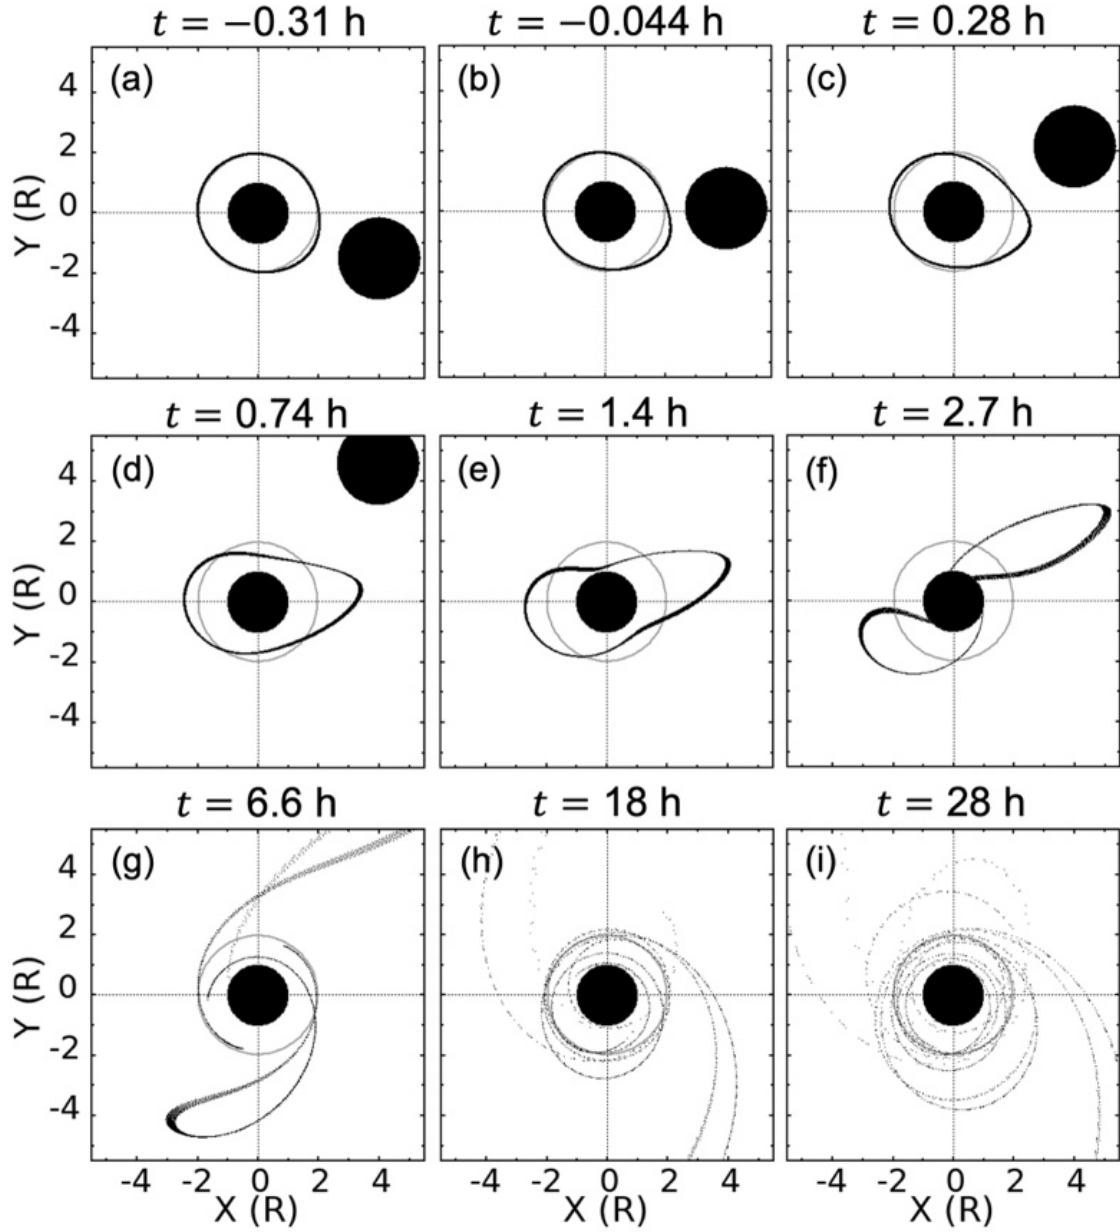 t = −0.31 h t = −0.044 h t = 0.28 h
(a) (b) (c)
4
2
0
-2
-4
Y (R)
t = 0.74 h t = 1.4 h t = 2.7 h
(d) (e) (f)
4
2
0
-2
-4
Y (R)
t = 6.6 h t = 18 h t = 28 h
(g) (h) (i)
4
2
0
-2
-4
Y (R)
-4 -2 0 2 4 -4 -2 0 2 4 -4 -2 0 2 4
X (R) X (R) X (R)